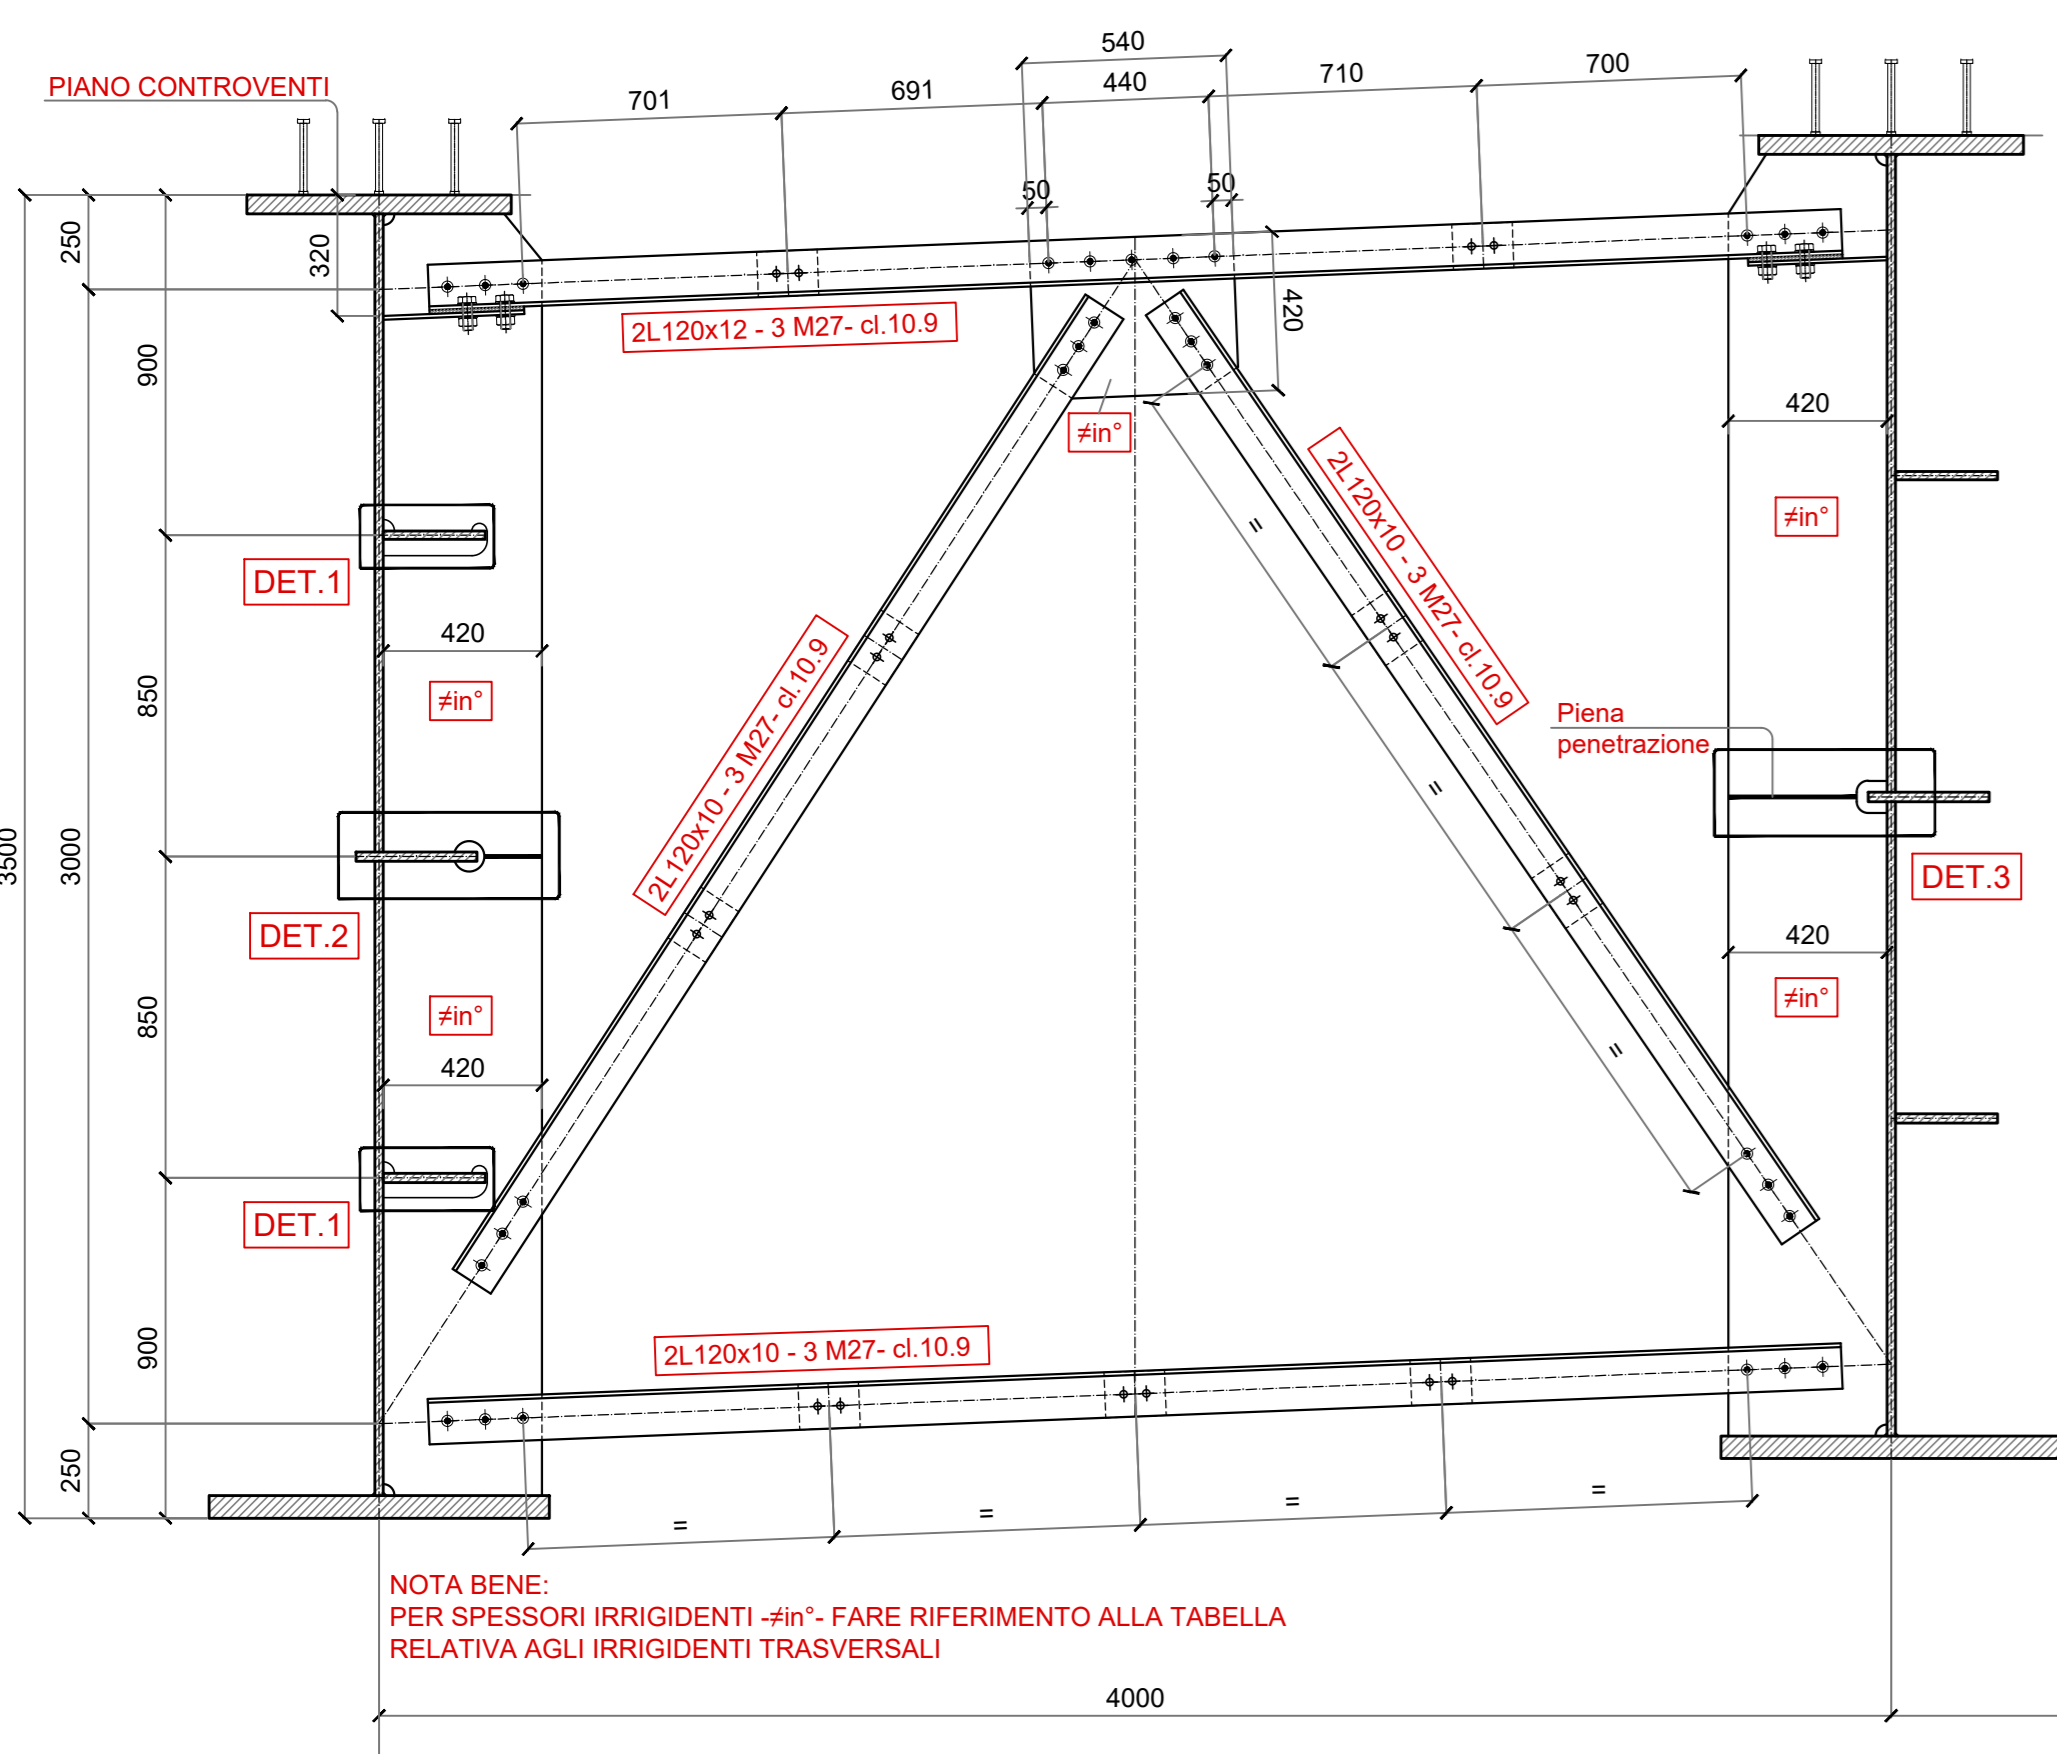 540
PIANO CONTROVENTI
701
691
440
710
700
50
50
250
320
420
900
2L120x12 - 3 M27- cl.10.9
≠in°
420
≠in°
2L120x10 - 3 M27- cl.10.9
=
DET.1
420
≠in°
850
2L120x10 - 3 M27- cl.10.9
Piena
penetrazione
=
3500
3000
DET.2
DET.3
420
≠in°
850
≠in°
=
420
DET.1
900
2L120x10 - 3 M27- cl.10.9
250
=
=
=
=
NOTA BENE:
PER SPESSORI IRRIGIDENTI -≠in°- FARE RIFERIMENTO ALLA TABELLA
RELATIVA AGLI IRRIGIDENTI TRASVERSALI
4000